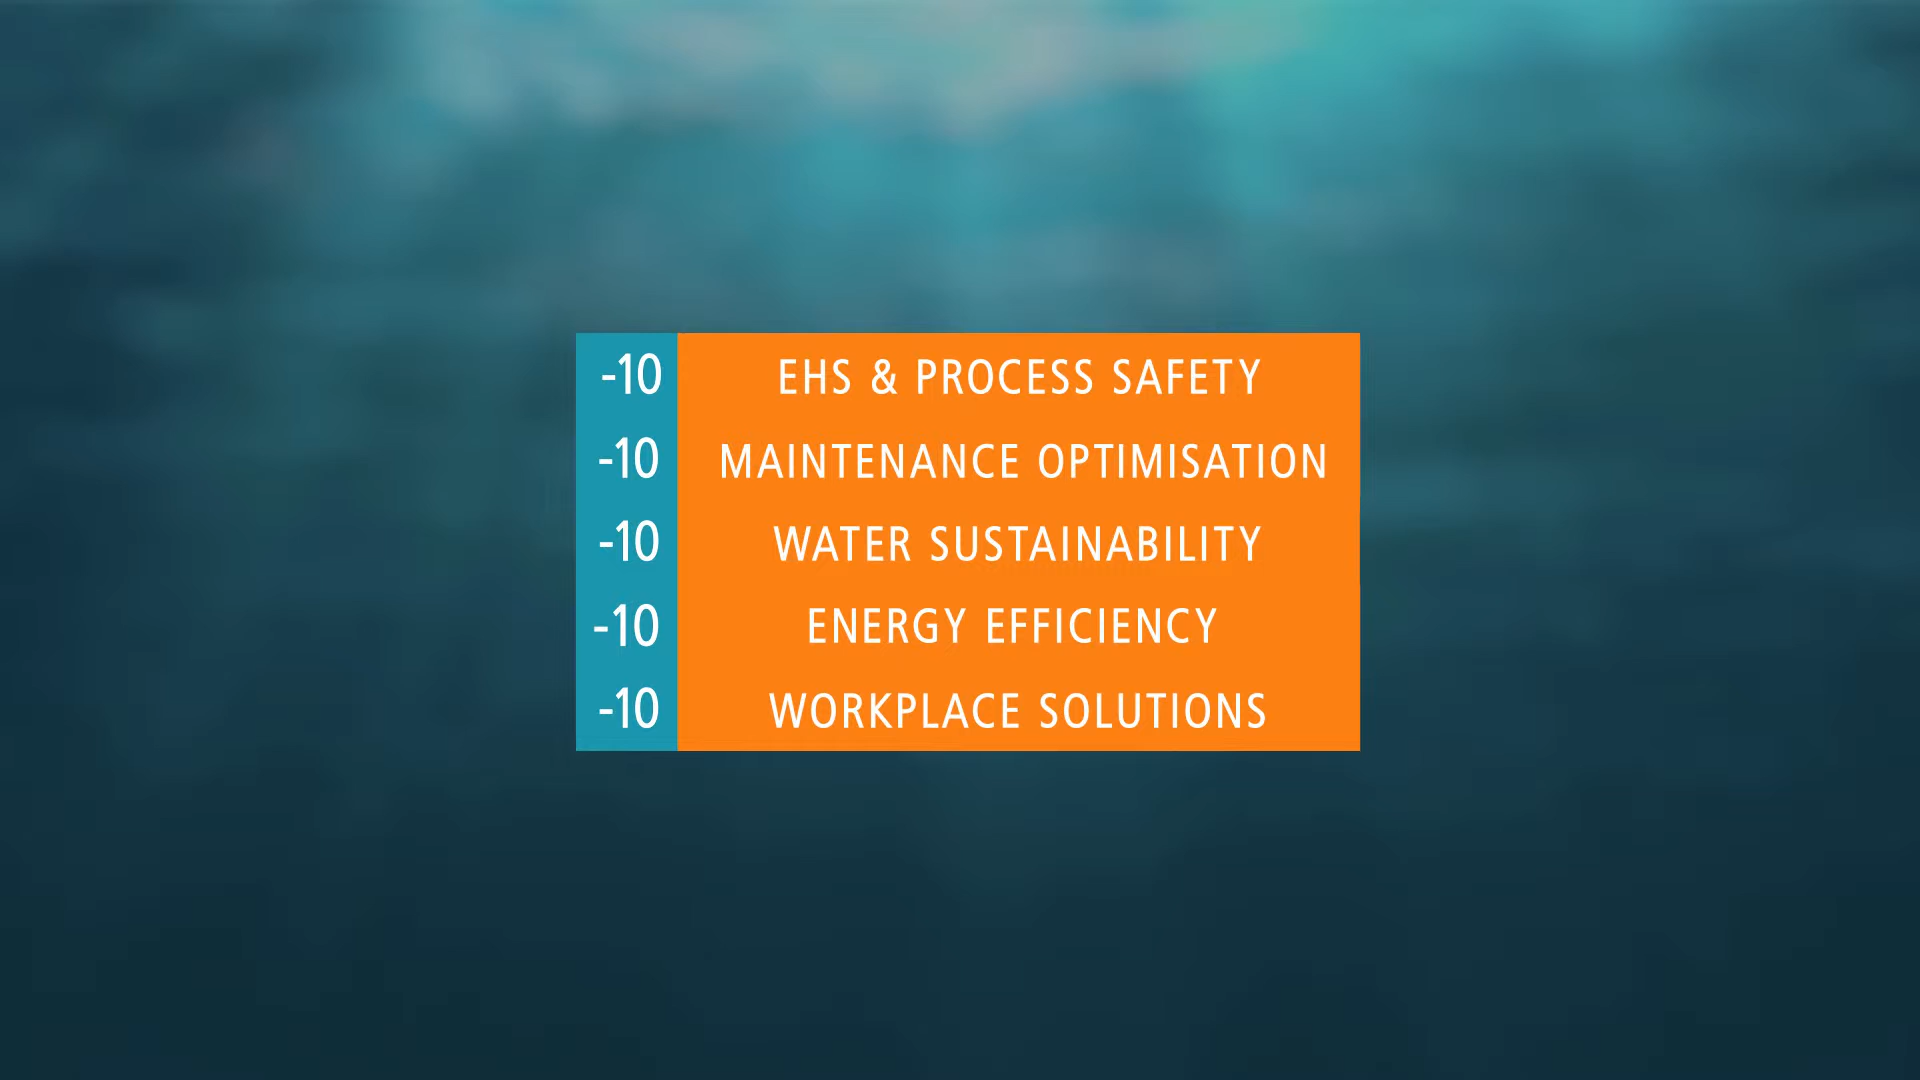 -10 EHS & PROCESS SAFETY
-10 MAINTENANCE OPTIMISATION
-10 WATER SUSTAINABILITY
-10 ENERGY EFFICIENCY
-10 WORKPLACE SOLUTIONS